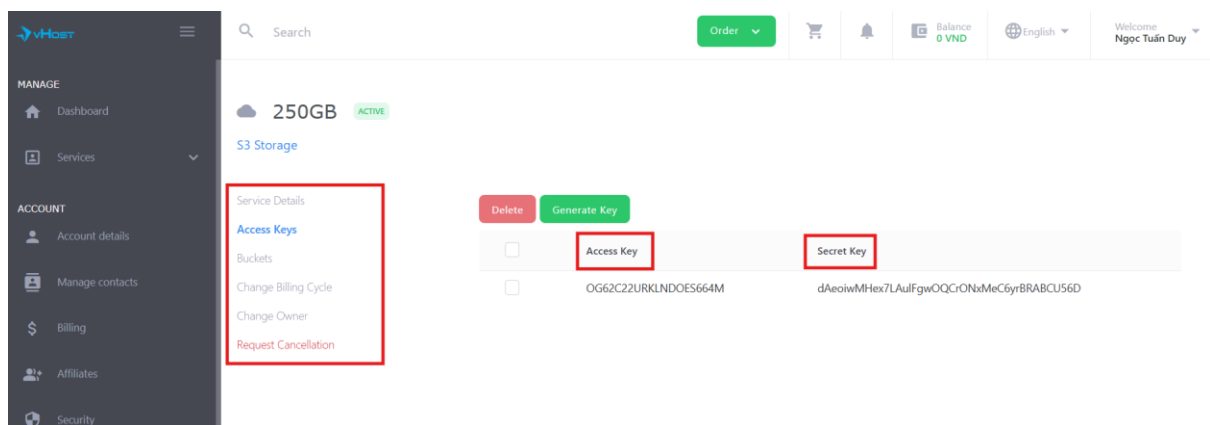 vHost
Search
Order
Balance
0 VND
English
Welcome
Ngọc Tuấn Duy
MANAGE
Dashboard
Services
ACCOUNT
Account details
Manage contacts
Billing
Affiliates
Security
250GB
ACTIVE
S3 Storage
Service Details
Access Keys
Buckets
Change Billing Cycle
Change Owner
Request Cancellation
Delete
Generate Key
Access Key
Secret Key
OG62C22URKLNDOES664M
dAeoiwMHex7LAulFgwOQCrONxMeC6yrBRABCU56D